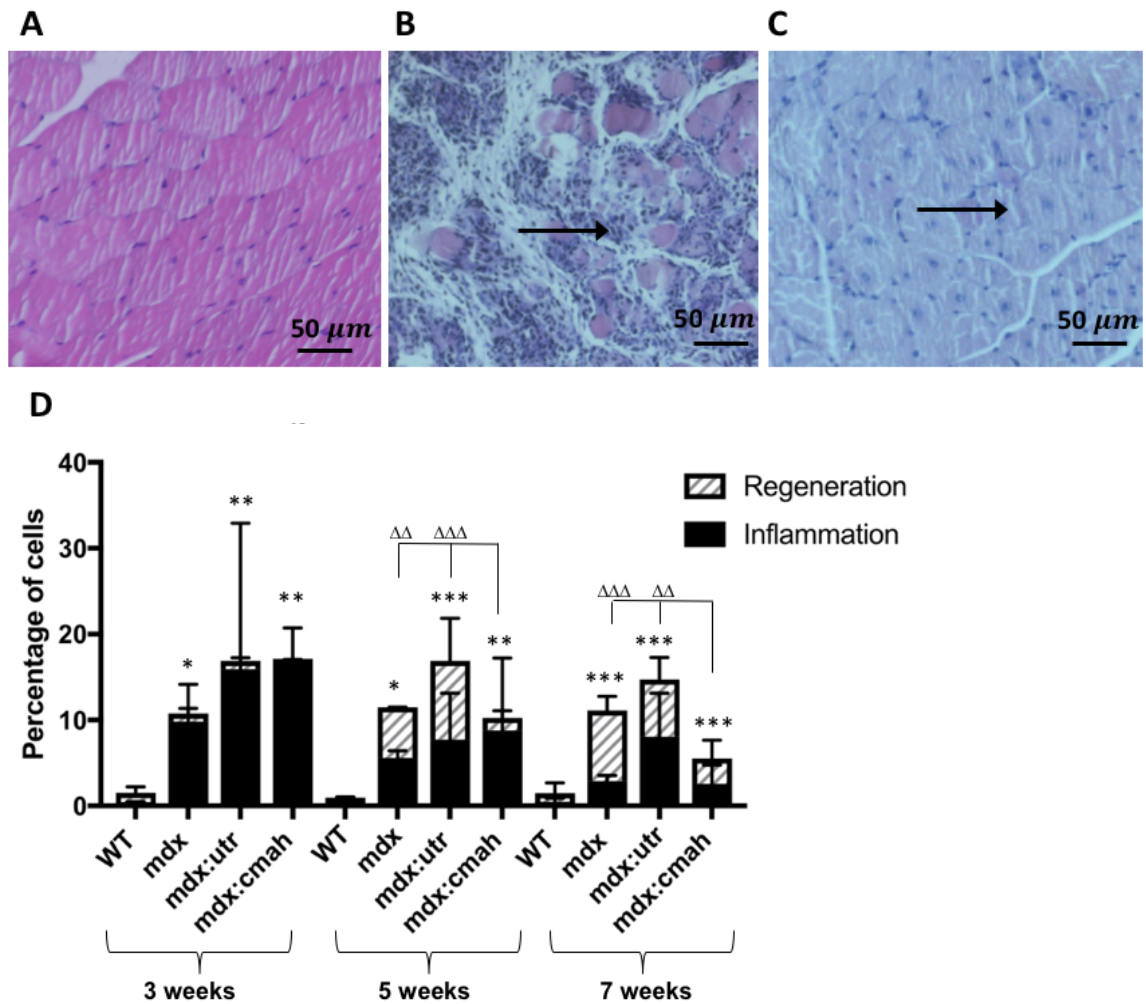 A
B
C
50 μm
50 μm
50 μm
D
40
30
20
10
0
Percentage of cells
Regeneration
Inflammation
*
**
**
*
***
**
ΔΔ
ΔΔΔ
***
***
***
ΔΔΔ
ΔΔ
WT
mdx
mdx:utr
mdx:cmah
WT
mdx
mdx:utr
mdx:cmah
WT
mdx
mdx:utr
mdx:cmah
3 weeks
5 weeks
7 weeks